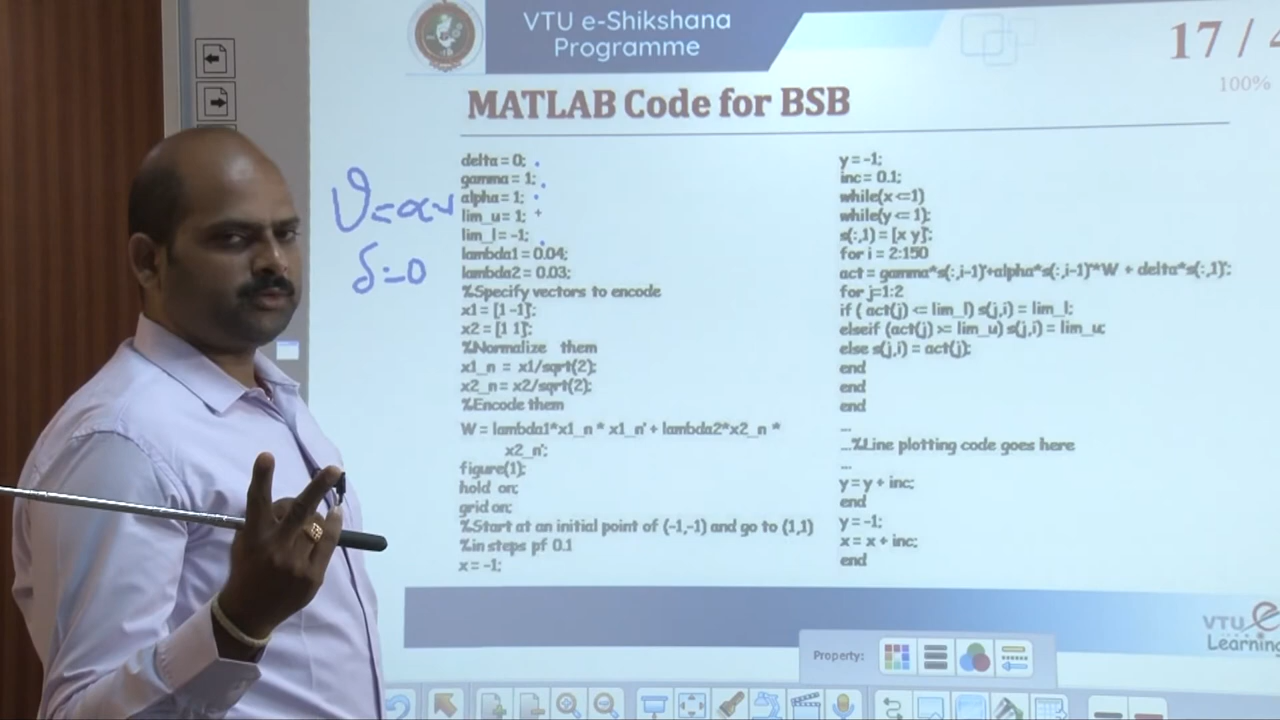 VTU e-Shikshana
Programme
17 / 4
100%
MATLAB Code for BSB
delta = 0;
gamma = 1;
alpha = 1;
lim_u = 1;
lim_l = -1;
lambda1 = 0.04;
lambda2 = 0.03;
%Specify vectors to encode
x1 = [1 -1]';
x2 = [1 1]';
%Normalize them
x1_n = x1/sqrt(2);
x2_n = x2/sqrt(2);
%Encode them
W = lambda1*x1_n * x1_n' + lambda2*x2_n *
x2_n';
figure(1);
hold on;
grid on;
%Start at an initial point of (-1,-1) and go to (1,1)
%in steps pf 0.1
x = -1;
y = -1;
inc = 0.1;
while(x <=1)
while(y <= 1);
s(:,1) = [x y]';
for i = 2:150
act = gamma*s(:,i-1)'+alpha*s(:,i-1)'*W + delta*s(:,1)';
for j=1:2
if ( act(j) <= lim_l) s(j,i) = lim_l;
elseif (act(j) >= lim_u) s(j,i) = lim_u;
else s(j,i) = act(j);
end
end
end
...
...%Line plotting code goes here
...
y = y + inc;
end
y = -1;
x = x + inc;
end
δ=0
VTU e
Learning
Property: